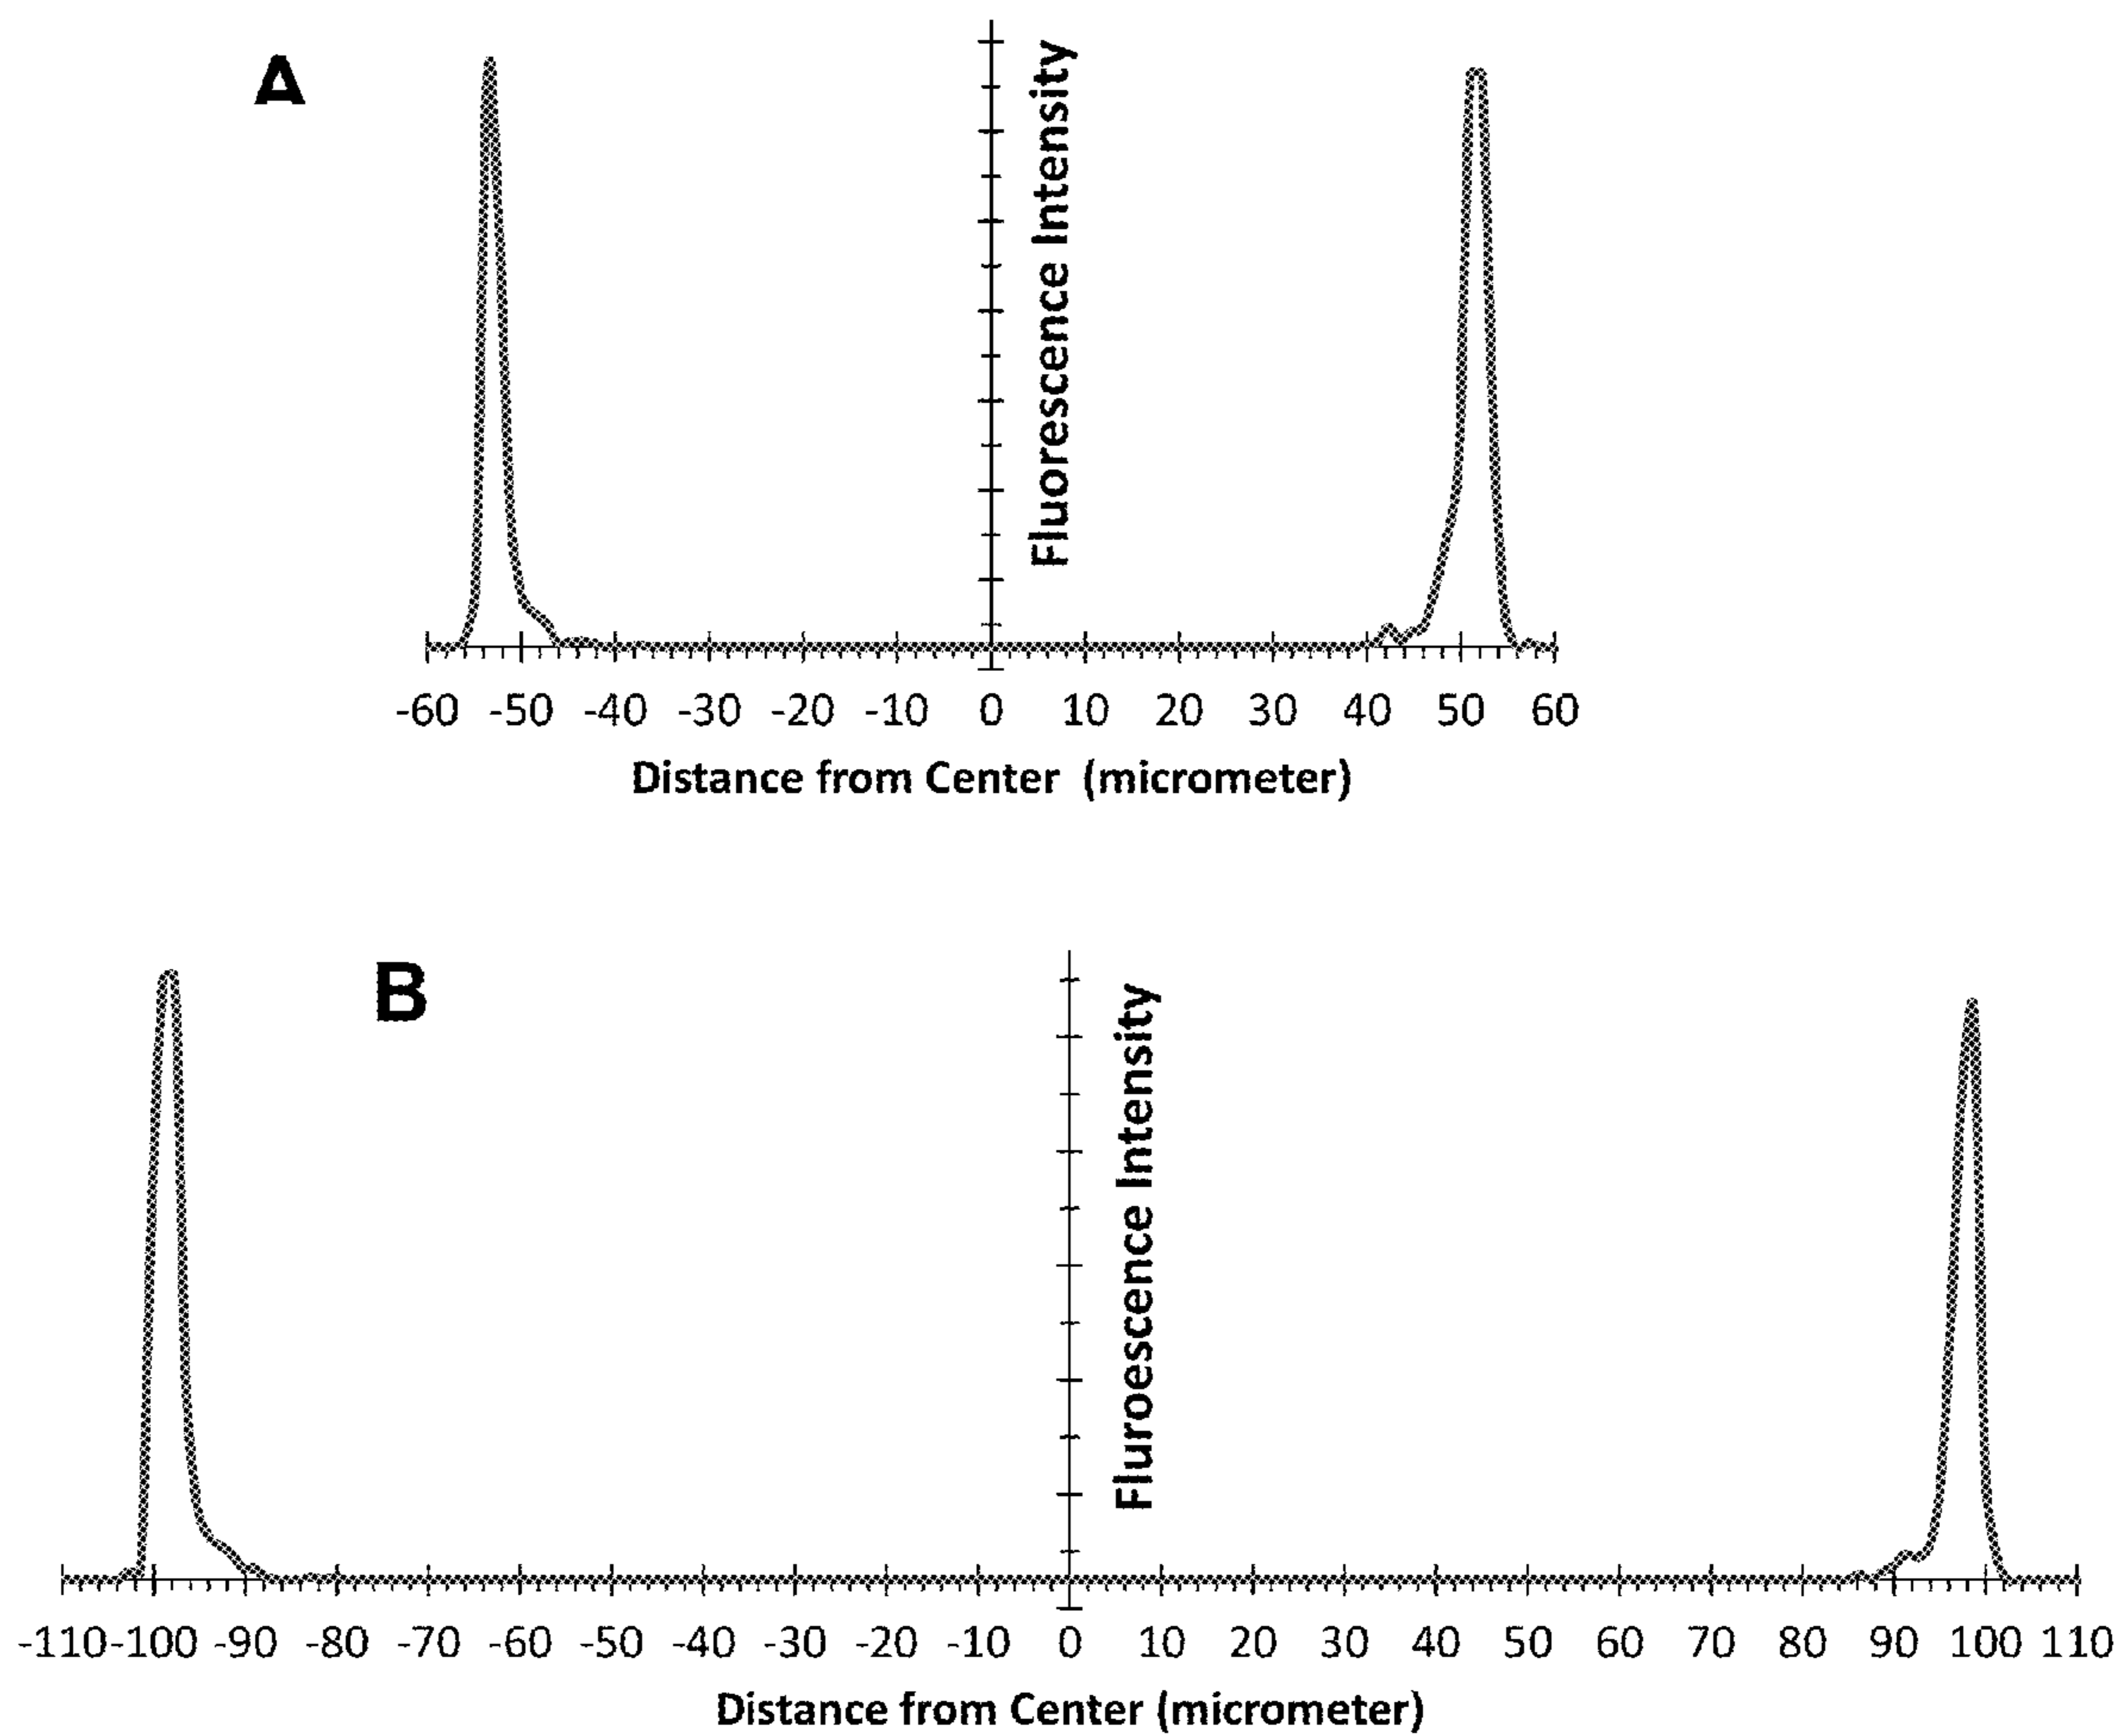 A
Fluorescence Intensity
-60 -50 -40 -30 -20 -10 0 10 20 30 40 50 60
Distance from Center (micrometer)
B
Fluroescence Intensity
-110 -100 -90 -80 -70 -60 -50 -40 -30 -20 -10 0 10 20 30 40 50 60 70 80 90 100 110
Distance from Center (micrometer)